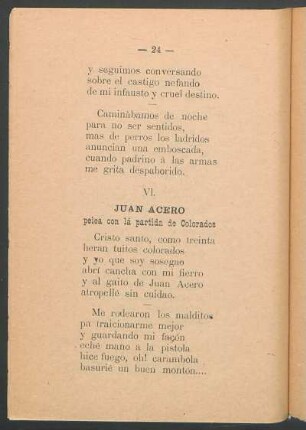 — 24 —
y seguimos conversando
sobre el castigo nefando
de mi infausto y cruel destino.
Caminábamos de noche
para no ser sentidos,
mas de perros los ladridos
anuncian una emboscada,
cuando padrino á las armas
me grita despaborido.
VI.
JUAN ACERO
pelea con lá partida de Colorados
Cristo santo, como treinta
heran tuitos colorados
y yo que soy sosegao
abrí cancha con mi fierro
y al gaito de Juan Acero
atropellé sin cuidao.
Me rodearon los malditos
pa traicionarme mejor
y guardando mi façón
eché mano a la pistola
hice fuego, oh! carambola
basurié un buen monton....